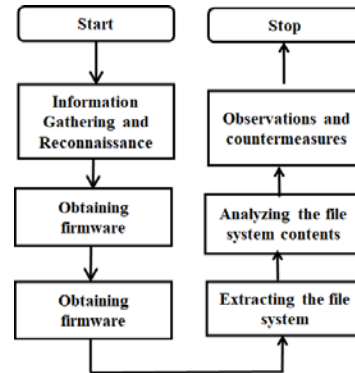 Start
Information
Gathering and
Reconnaissance
Obtaining
firmware
Obtaining
firmware
Extracting the file
system
Analyzing the file
system contents
Observations and
countermeasures
Stop